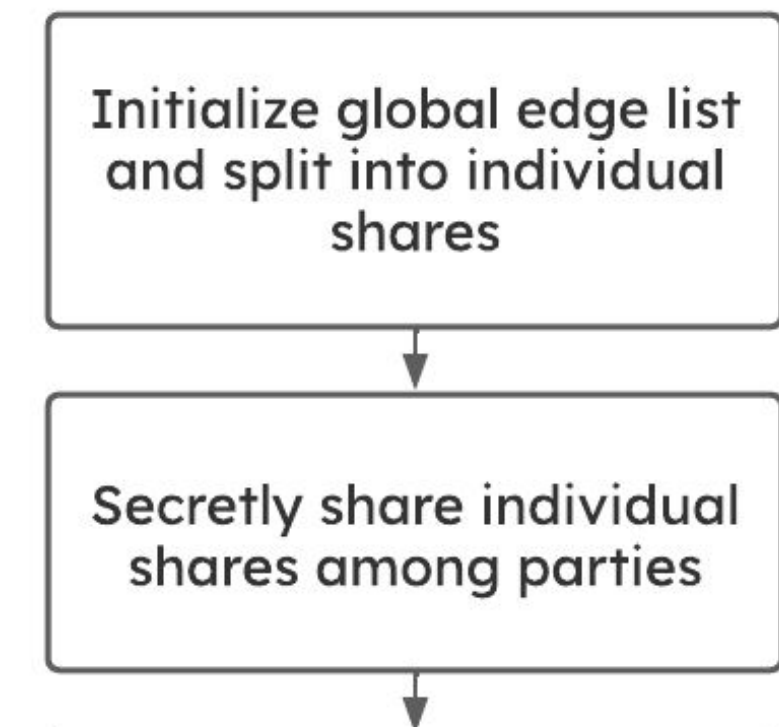 Initialize global edge list
and split into individual
shares
Secretly share individual
shares among parties